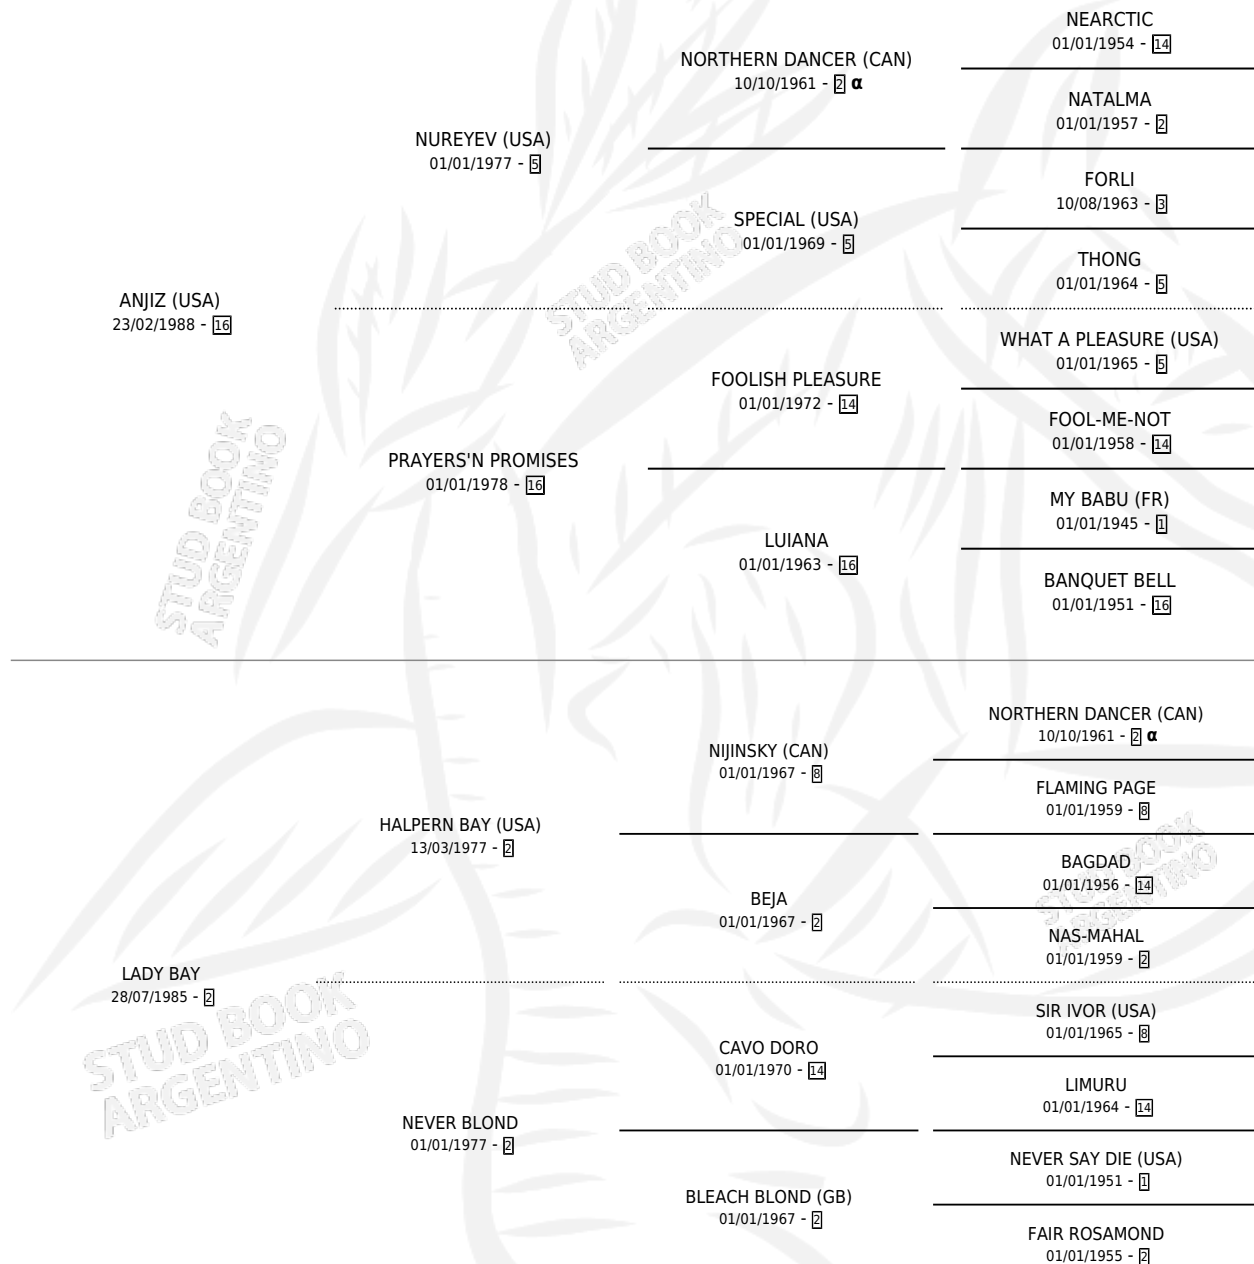 NEARCTIC
01/01/1954 - 14
NORTHERN DANCER (CAN)
10/10/1961 - 2 α
NATALMA
01/01/1957 - 2
NUREYEV (USA)
01/01/1977 - 5
FORLI
10/08/1963 - 3
SPECIAL (USA)
01/01/1969 - 5
THONG
01/01/1964 - 5
ANJIZ (USA)
23/02/1988 - 16
WHAT A PLEASURE (USA)
01/01/1965 - 5
FOOLISH PLEASURE
01/01/1972 - 14
FOOL-ME-NOT
01/01/1958 - 14
PRAYERS'N PROMISES
01/01/1978 - 16
MY BABU (FR)
01/01/1945 - 1
LUIANA
01/01/1963 - 16
BANQUET BELL
01/01/1951 - 16
NORTHERN DANCER (CAN)
10/10/1961 - 2 α
NIJINSKY (CAN)
01/01/1967 - 8
FLAMING PAGE
01/01/1959 - 8
HALPERN BAY (USA)
13/03/1977 - 2
BAGDAD
01/01/1956 - 14
BEJA
01/01/1967 - 2
NAS-MAHAL
01/01/1959 - 2
LADY BAY
28/07/1985 - 2
SIR IVOR (USA)
01/01/1965 - 8
CAVO DORO
01/01/1970 - 14
LIMURU
01/01/1964 - 14
NEVER BLOND
01/01/1977 - 2
NEVER SAY DIE (USA)
01/01/1951 - 1
BLEACH BLOND (GB)
01/01/1967 - 2
FAIR ROSAMOND
01/01/1955 - 2
STUD BOOK
ARGENTINO
STUD BOOK
ARGENTINO
STUD BOOK
ARGENTINO
STUD BOOK
ARGENTINO